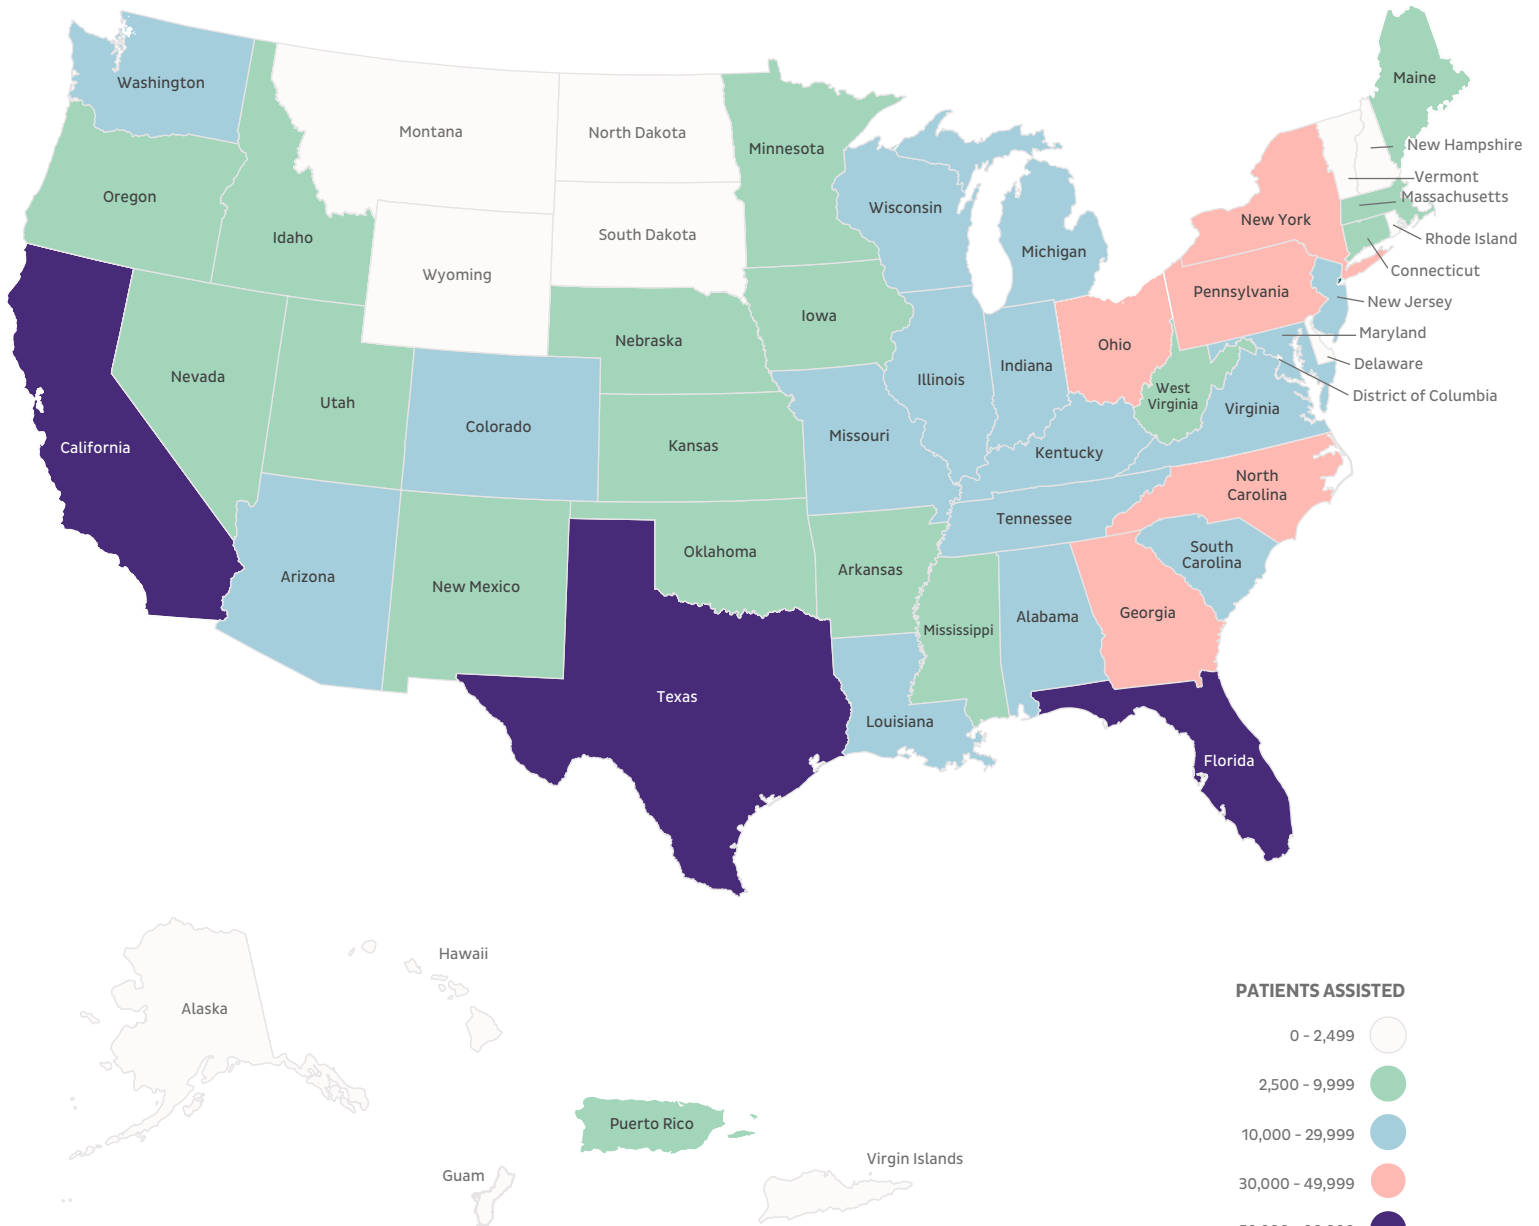 Washington
Montana
North Dakota
Minnesota
Maine
New Hampshire
Vermont
Massachusetts
Oregon
Idaho
Wyoming
South Dakota
Wisconsin
Michigan
New York
Rhode Island
Connecticut
Pennsylvania
New Jersey
Maryland
Delaware
District of Columbia
Iowa
Nebraska
Ohio
Indiana
Illinois
West
Virginia
Virginia
Nevada
Utah
Colorado
Kansas
Missouri
Kentucky
California
North
Carolina
Tennessee
South
Carolina
Arizona
New Mexico
Oklahoma
Arkansas
Mississippi
Alabama
Georgia
Texas
Louisiana
Florida
Hawaii
Alaska
Puerto Rico
Guam
Virgin Islands
PATIENTS ASSISTED
0 - 2,499
2,500 - 9,999
10,000 - 29,999
30,000 - 49,999